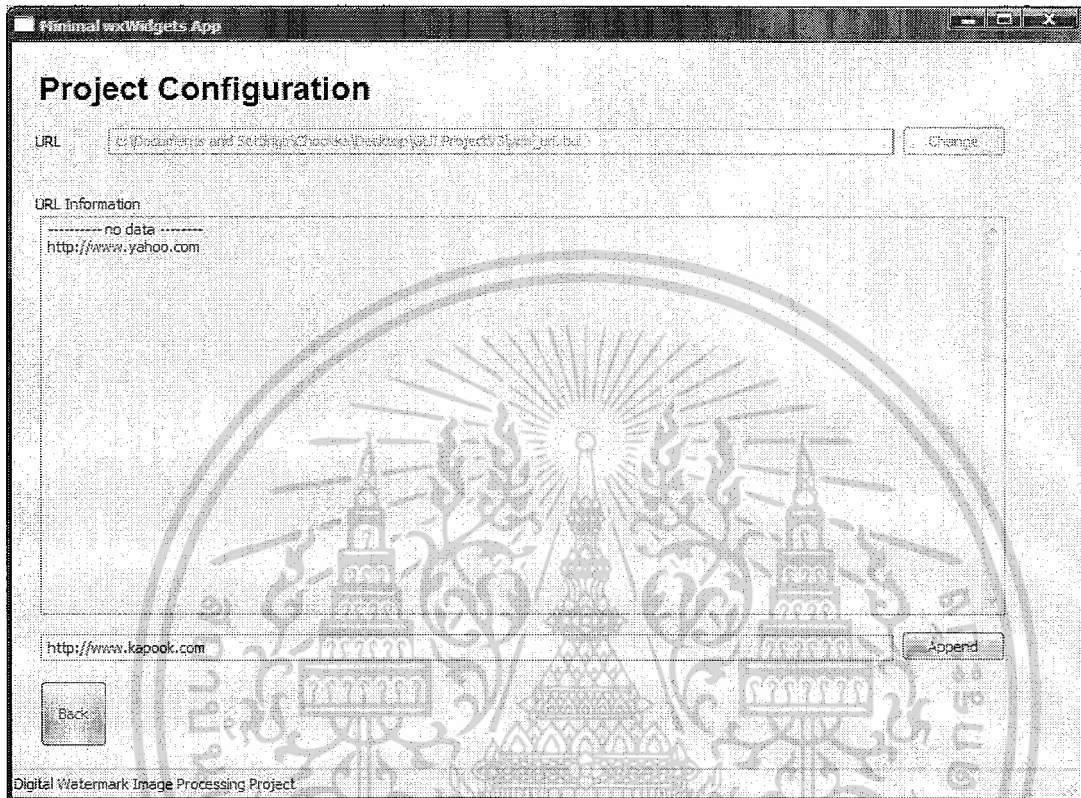 Minimal wxWidgets App
Project Configuration
URL
Change
URL Information
---------- no data --------
http://www.yahoo.com
http://www.kapook.com
Append
Back
Digital Watermark Image Processing Project